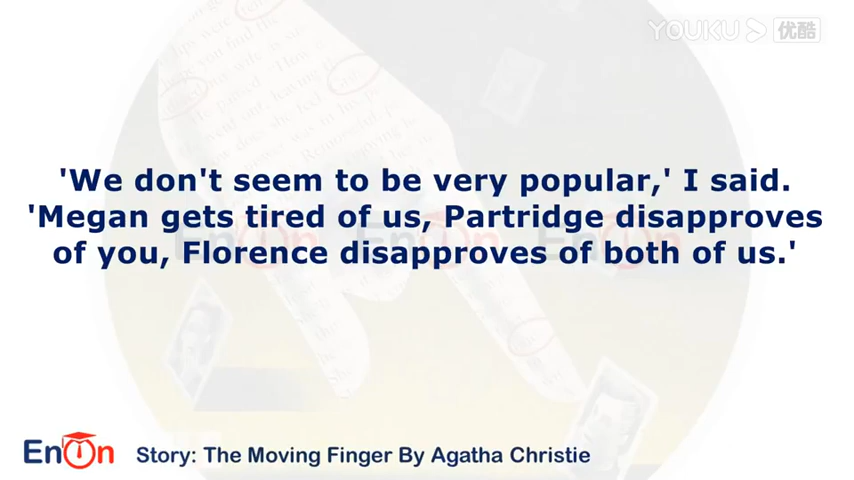 YOUKU 优酷
'We don't seem to be very popular,' I said.
'Megan gets tired of us, Partridge disapproves
of you, Florence disapproves of both of us.'
EnOn Story: The Moving Finger By Agatha Christie